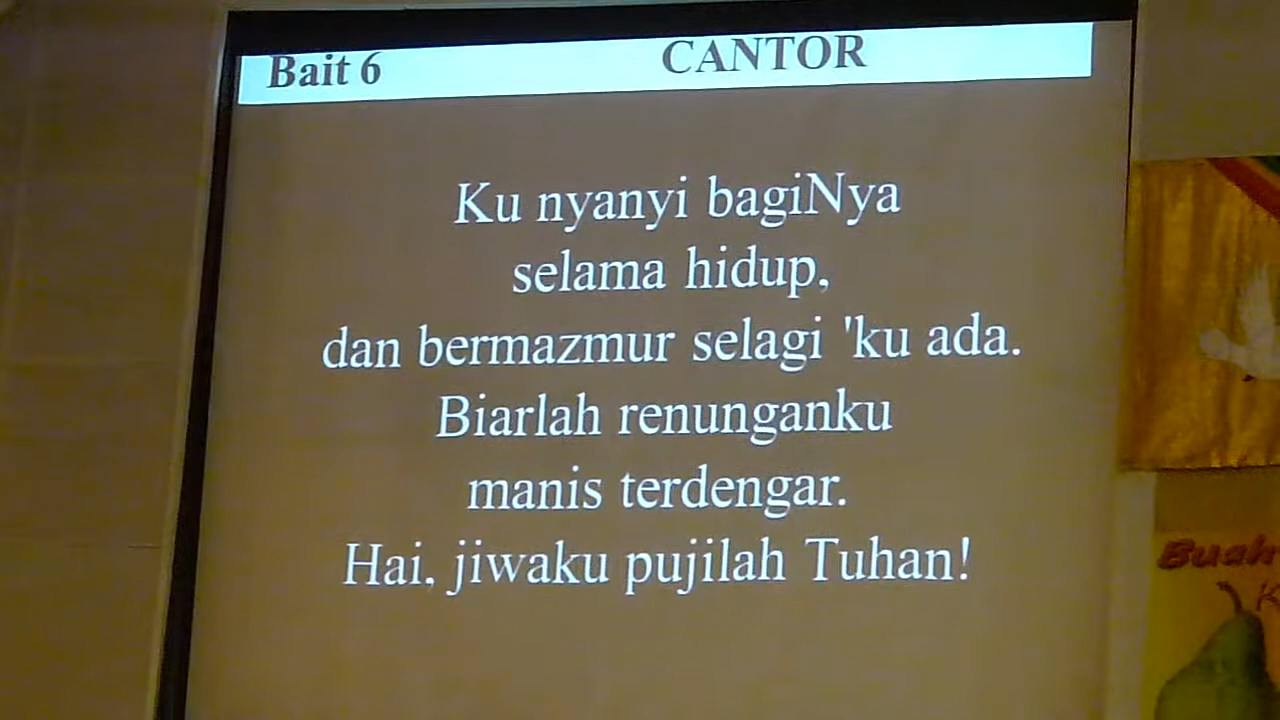 Bait 6 CANTOR
Ku nyanyi bagiNya
selama hidup,
dan bermazmur selagi 'ku ada.
Biarlah renunganku
manis terdengar.
Hai, jiwaku pujilah Tuhan!
Buah